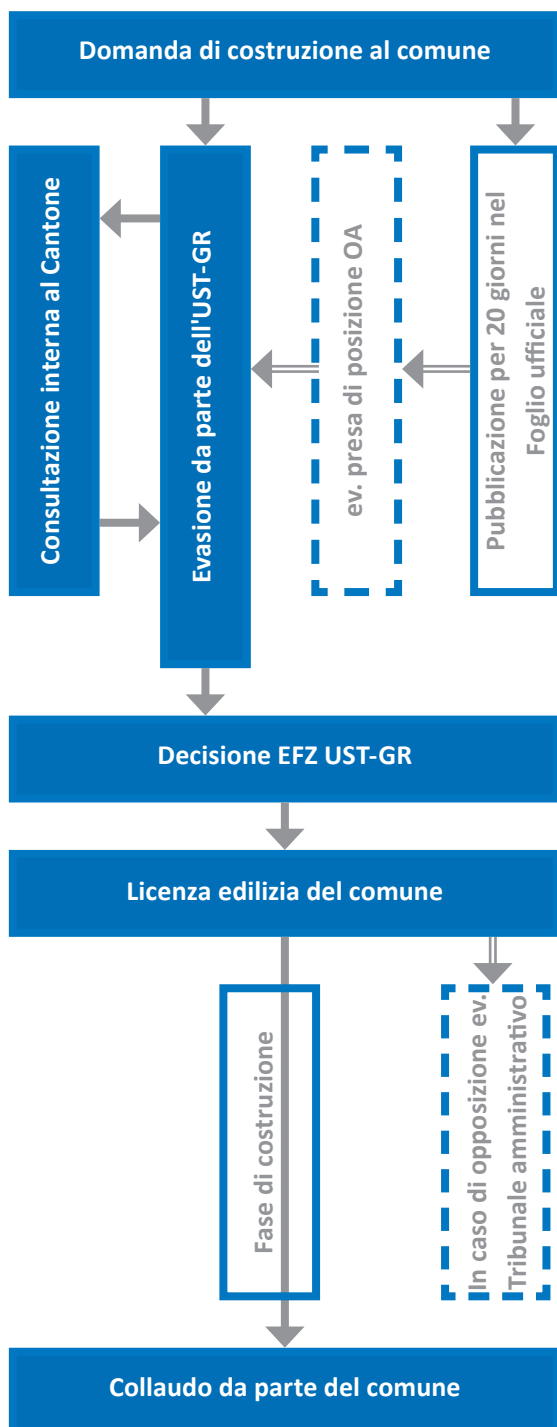 Domanda di costruzione al comune
Consultazione interna al Cantone
Evasione da parte dell'UST-GR
ev. presa di posizione OA
Pubblicazione per 20 giorni nel
Foglio ufficiale
Decisione EFZ UST-GR
Licenza edilizia del comune
Fase di costruzione
In caso di opposizione ev.
Tribunale amministrativo
Collaudo da parte del comune